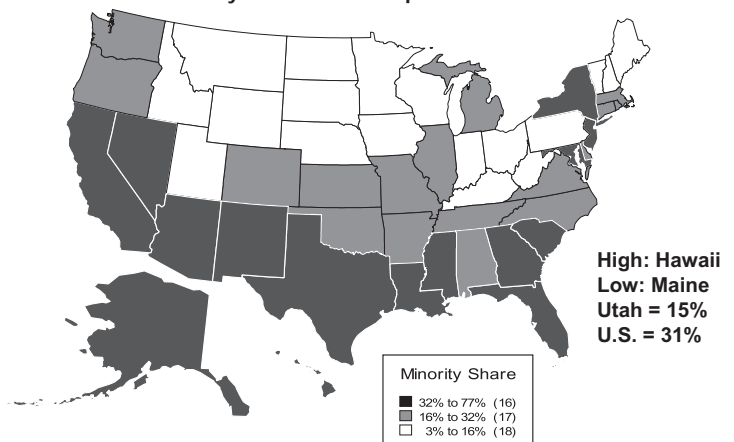 High: Hawaii
Low: Maine
Utah = 15%
U.S. = 31%
Minority Share
32% to 77% (16)
16% to 32% (17)
3% to 16% (18)